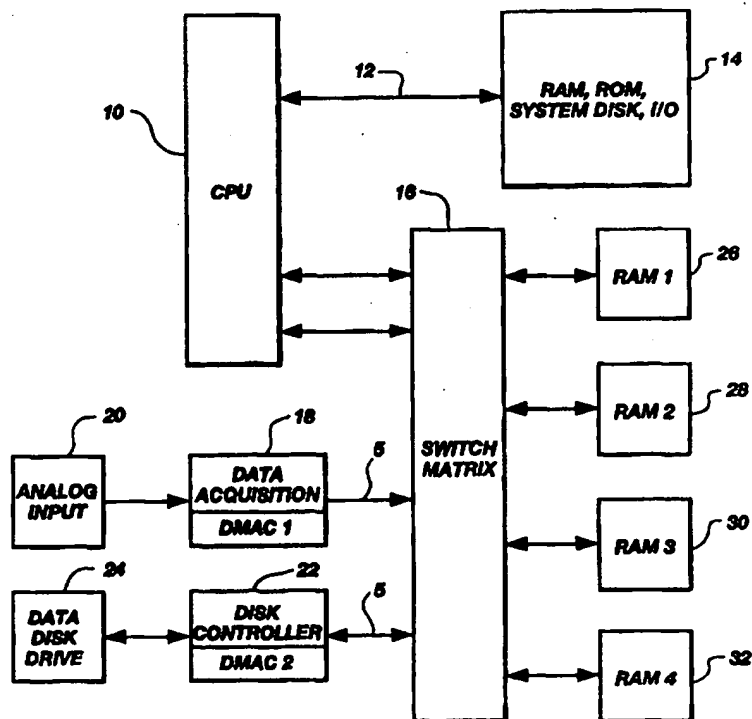 12
14
RAM, ROM,
SYSTEM DISK, I/O
10
CPU
16
26
RAM 1
28
RAM 2
20
18
5
SWITCH
MATRIX
ANALOG
INPUT
DATA
ACQUISITION
DMAC 1
30
RAM 3
24
22
5
DATA
DISK
DRIVE
DISK
CONTROLLER
DMAC 2
RAM 4
32